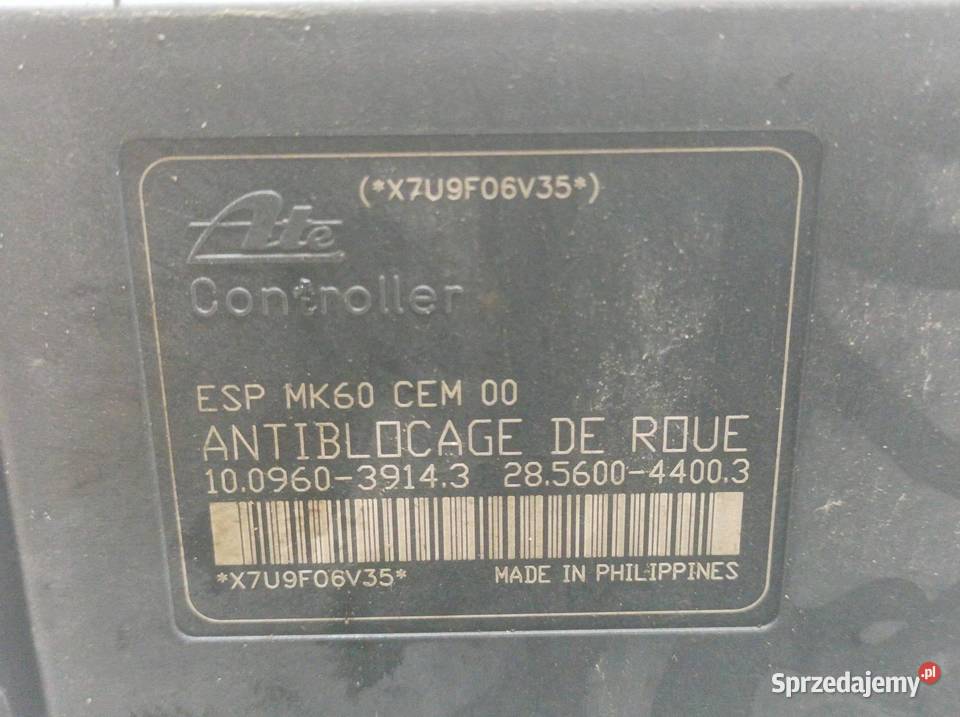 (*X7U9F06V35*)
Ate
Controller
ESP MK60 CEM 00
ANTIBLOCAGE DE ROUE
10.0960-3914.3 28.5600-4400.3
*X7U9F06V35*
MADE IN PHILIPPINES
Sprzedajemy.pl